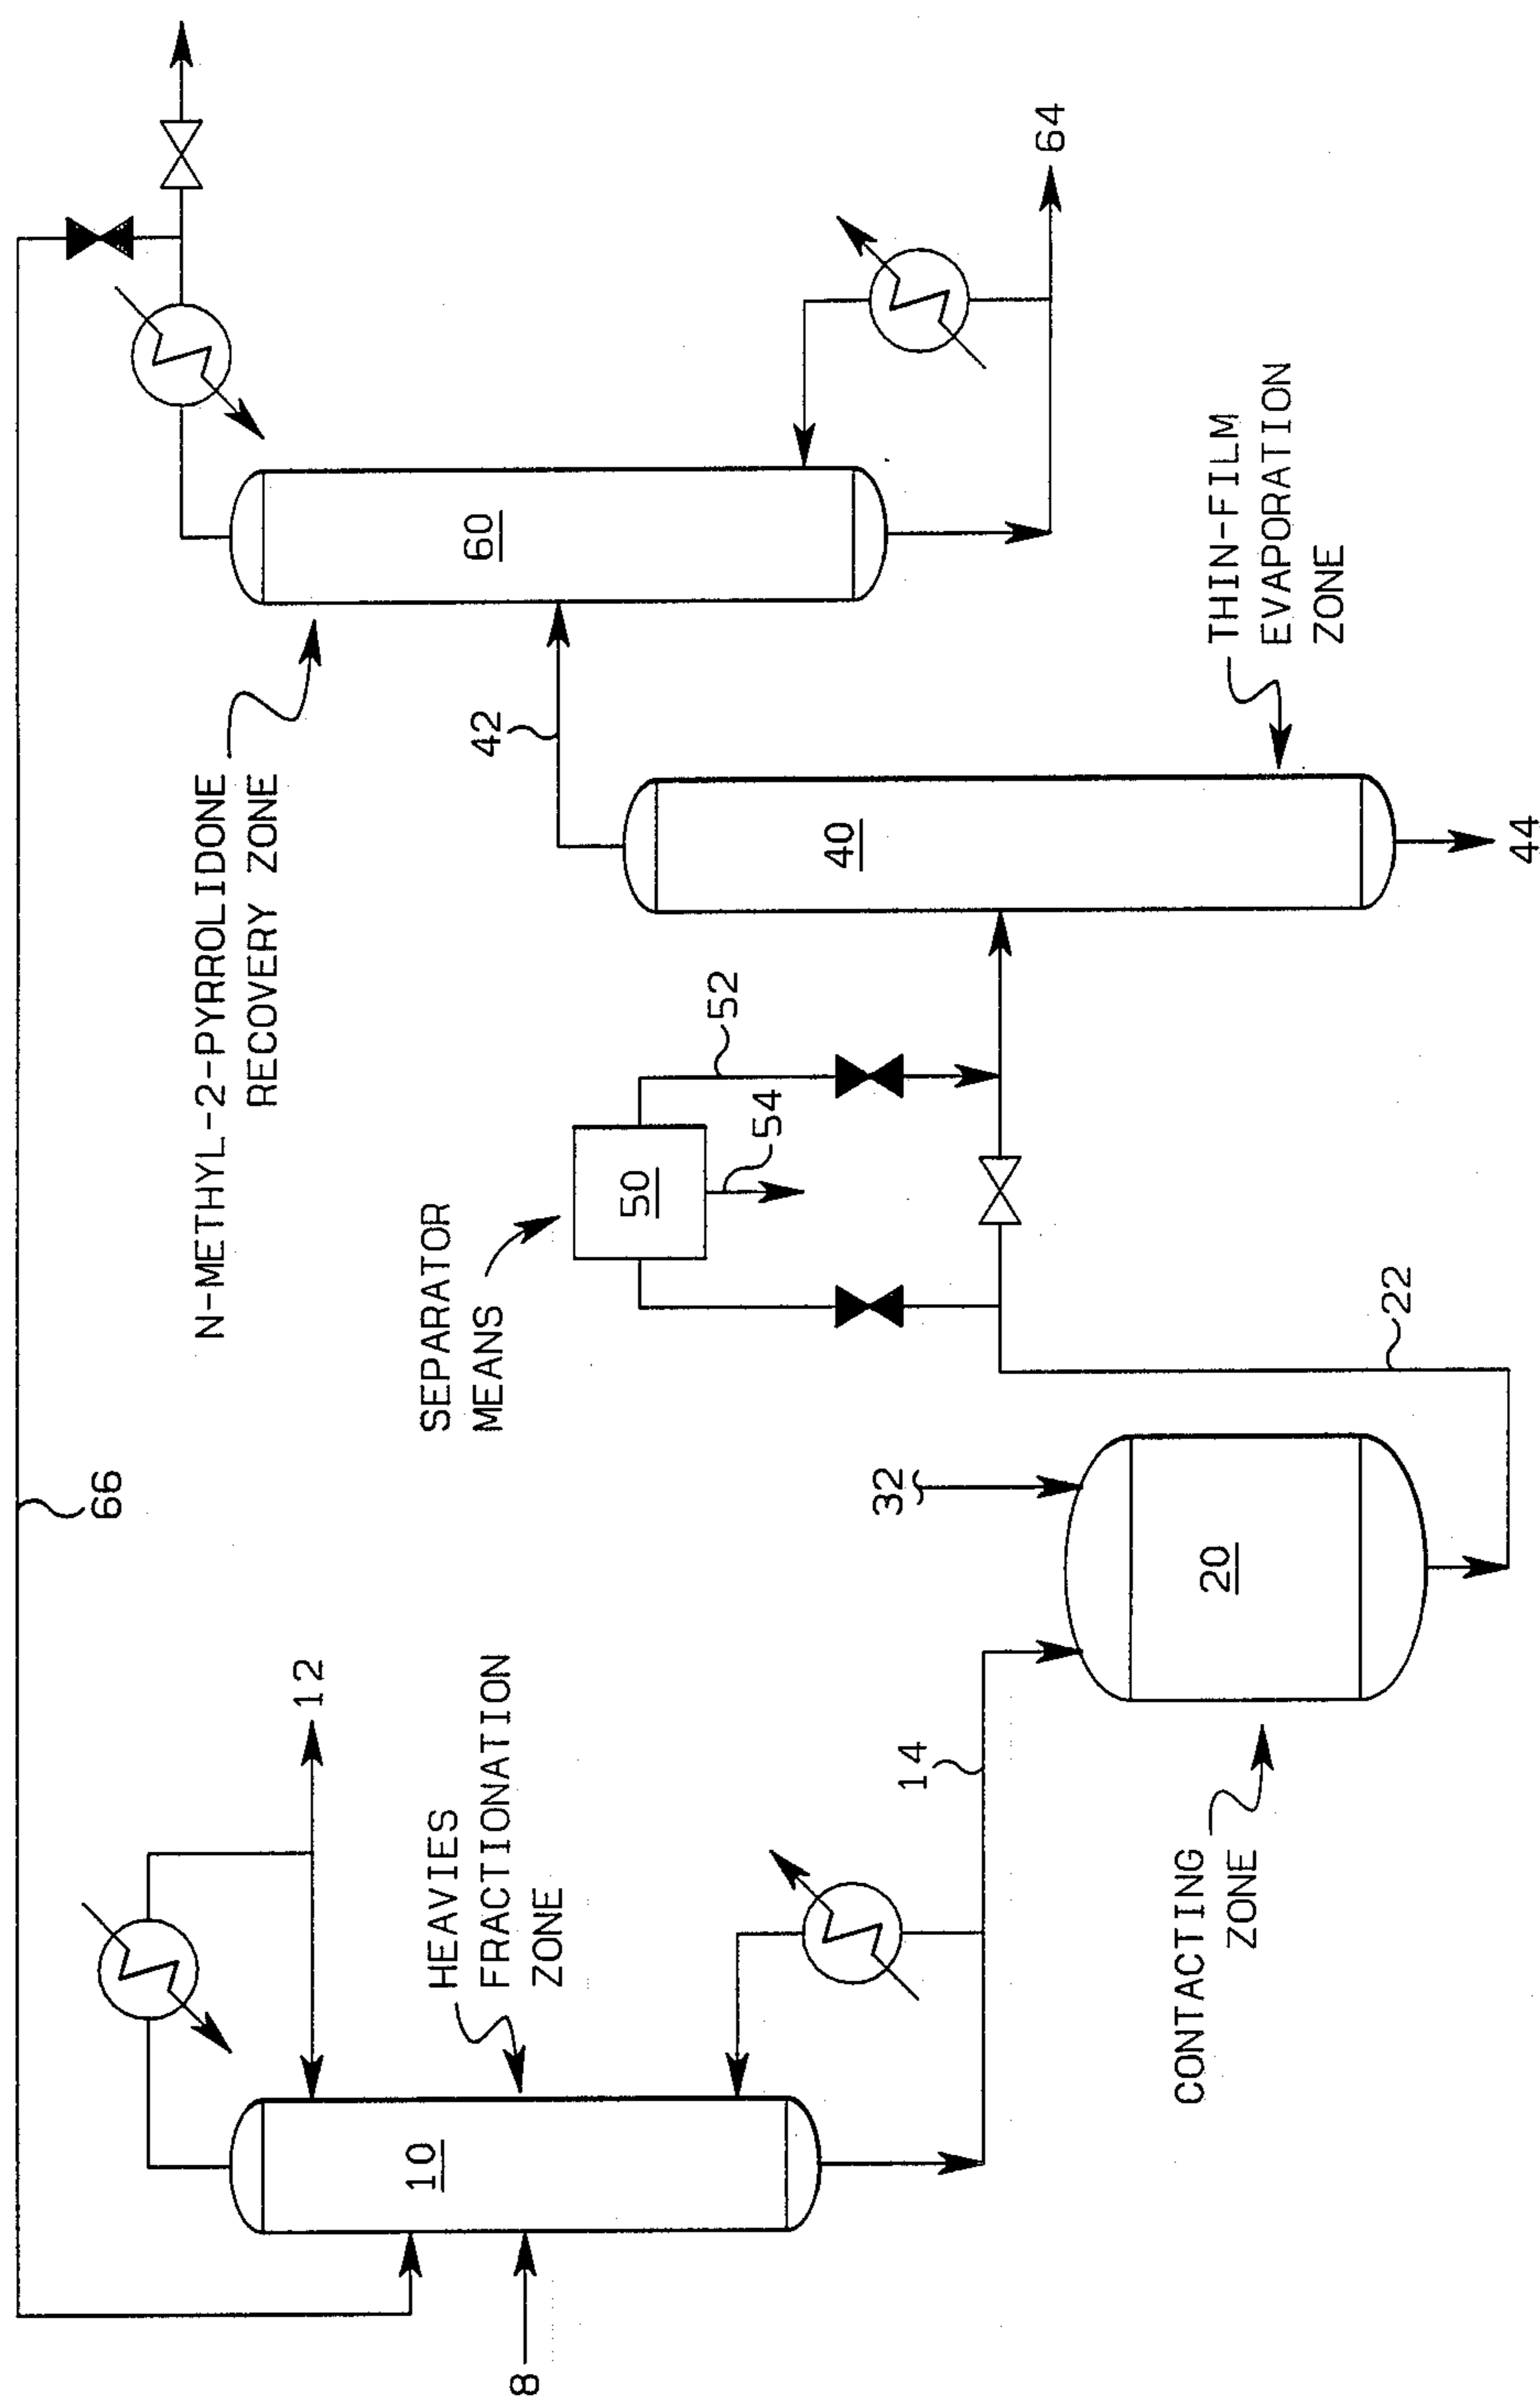 66
N-METHYL-2-PYRROLIDONE
RECOVERY ZONE
12
HEAVIES
FRACTIONATION
ZONE
10
8
SEPARATOR
MEANS
50
52
54
42
60
64
32
14
20
CONTACTING
ZONE
22
40
44
THIN-FILM
EVAPORATION
ZONE